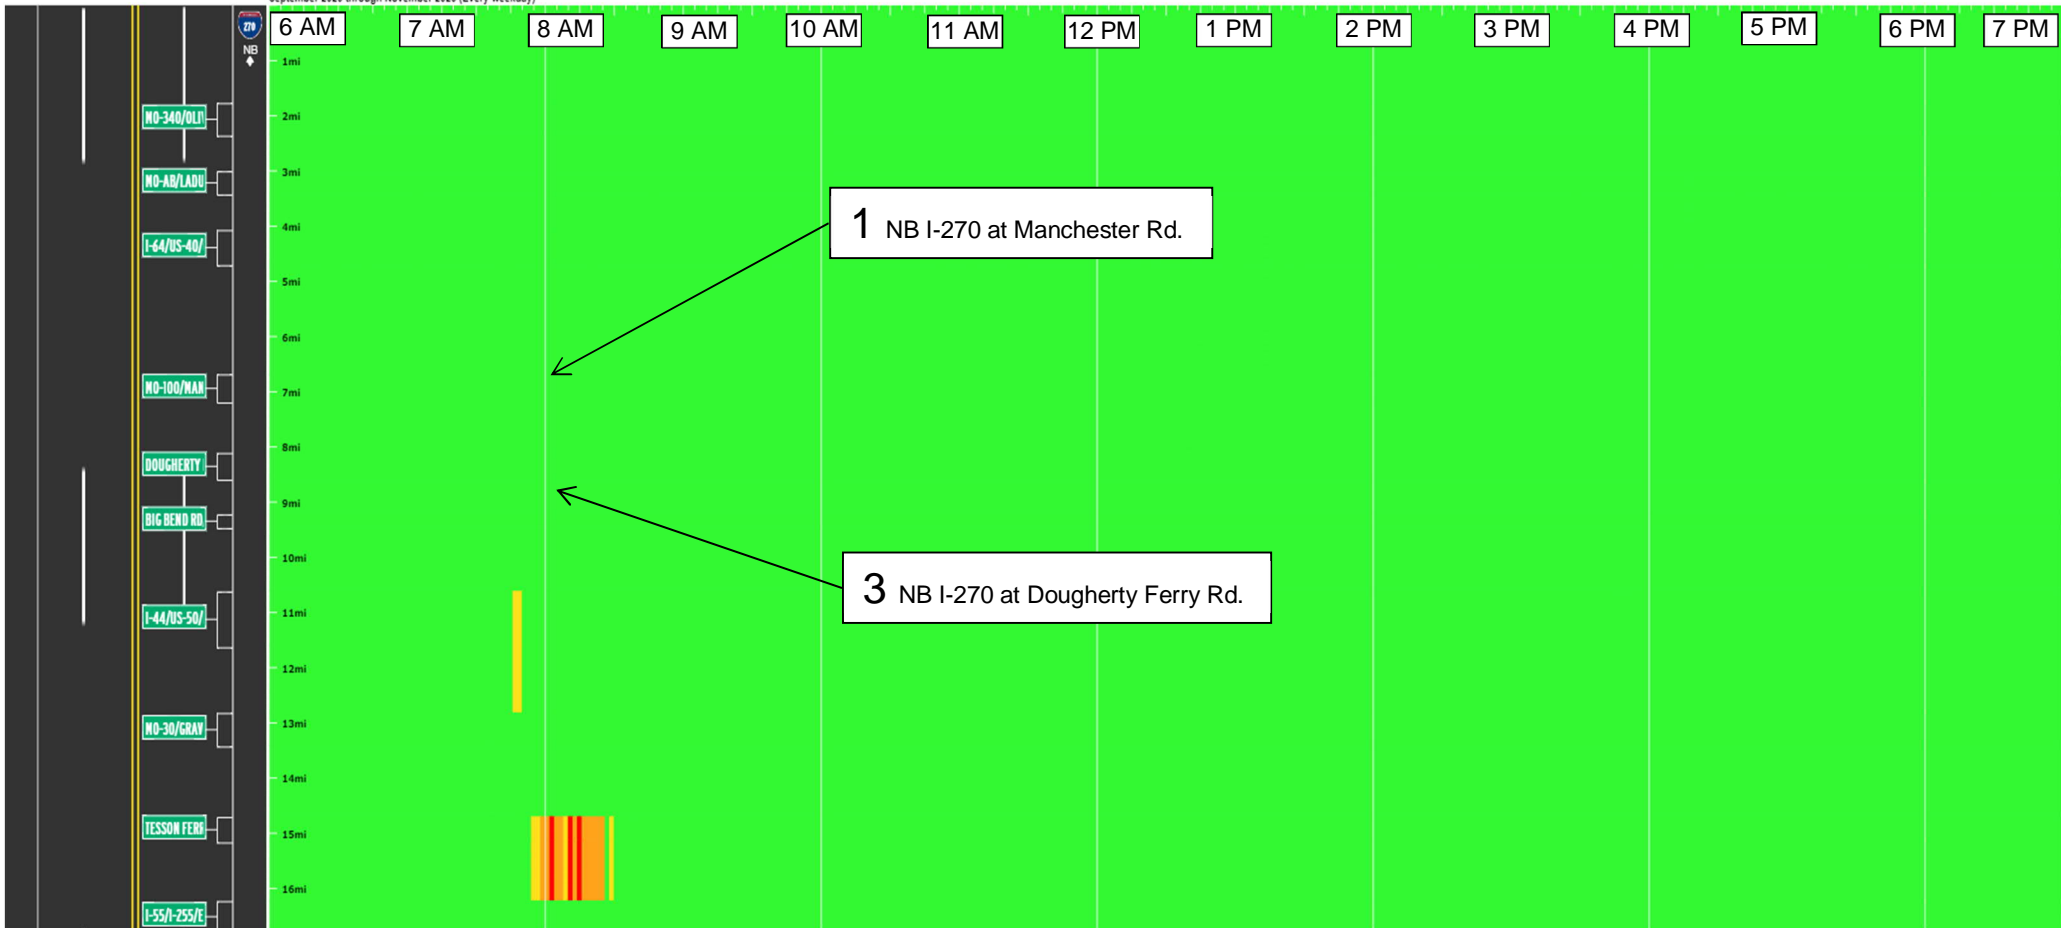 270
NB
6 AM
7 AM
8 AM
9 AM
10 AM
11 AM
12 PM
1 PM
2 PM
3 PM
4 PM
5 PM
6 PM
7 PM
1mi
2mi
3mi
4mi
5mi
6mi
7mi
8mi
9mi
10mi
11mi
12mi
13mi
14mi
15mi
16mi
MO-340/OLI
MO-AB/LADU
I-64/US-40/
MO-100/MAN
DOUGHERTY
BIG BEND RD
I-44/US-50/
MO-30/GRAV
TESSON FERR
I-55/I-255/E
1 NB I-270 at Manchester Rd.
3 NB I-270 at Dougherty Ferry Rd.